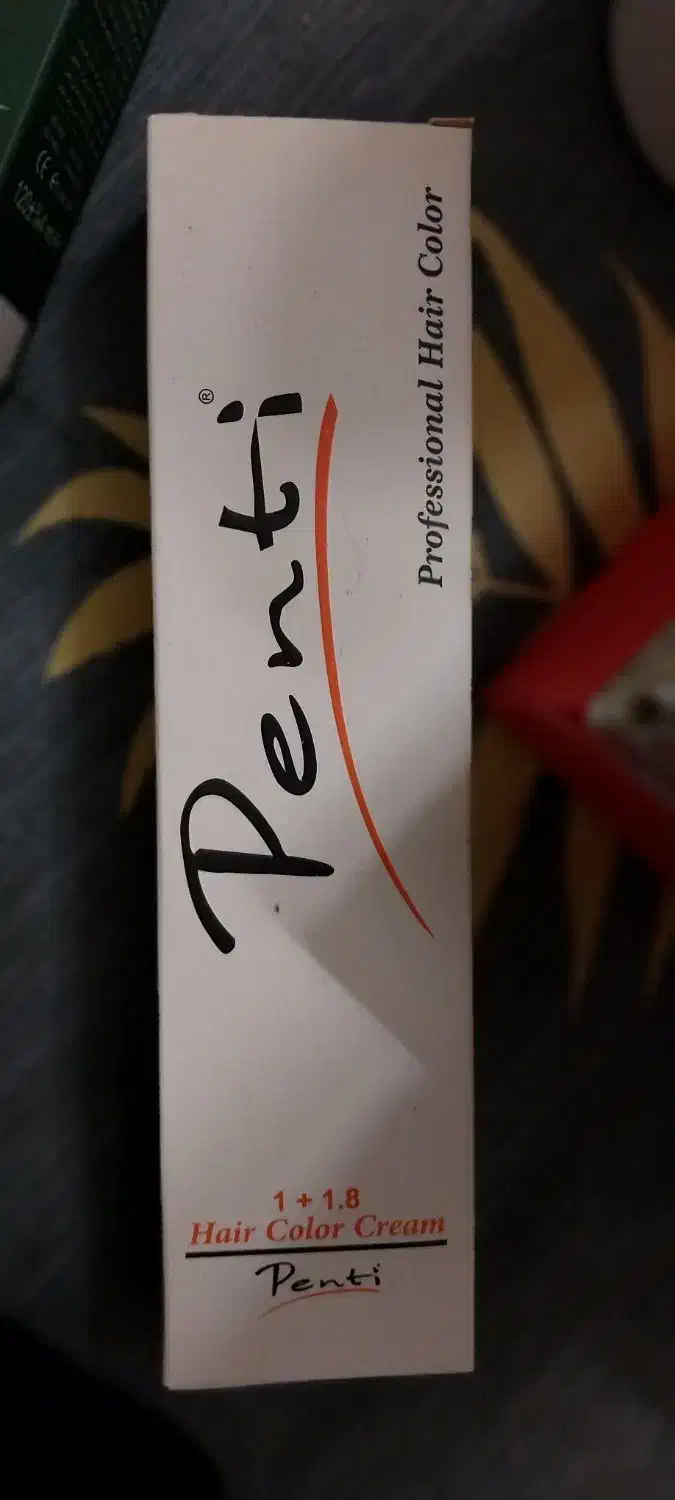 Penti®
Professional Hair Color
1 + 1.8
Hair Color Cream
Penti